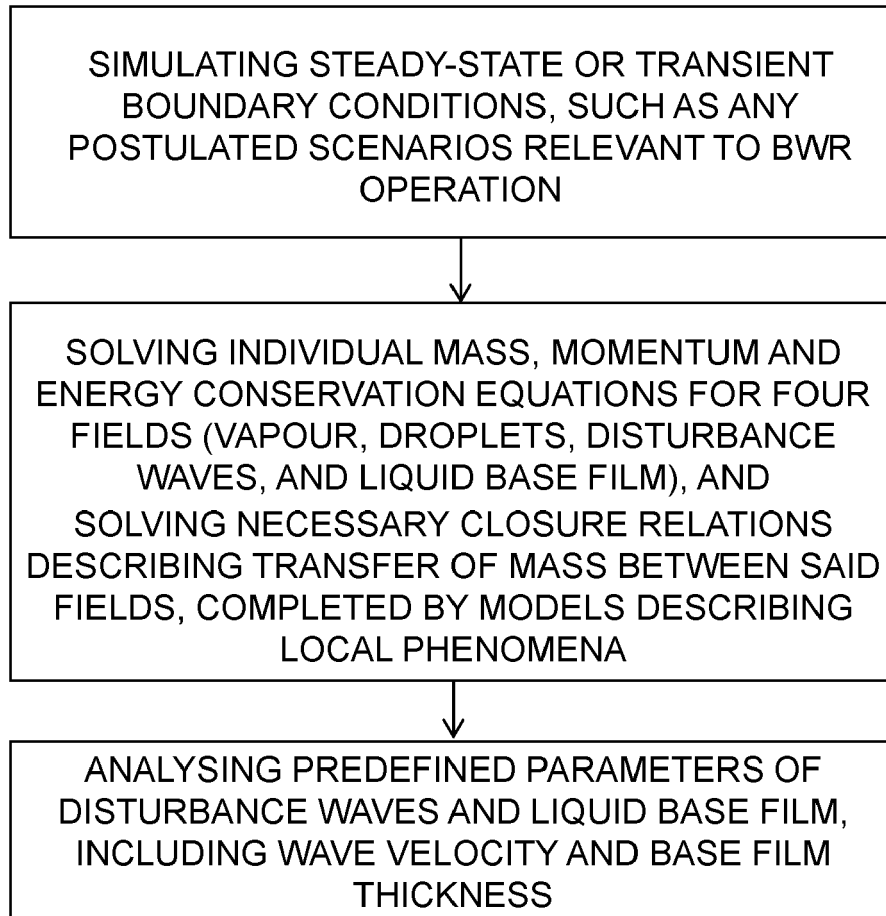 SIMULATING STEADY-STATE OR TRANSIENT
BOUNDARY CONDITIONS, SUCH AS ANY
POSTULATED SCENARIOS RELEVANT TO BWR
OPERATION
SOLVING INDIVIDUAL MASS, MOMENTUM AND
ENERGY CONSERVATION EQUATIONS FOR FOUR
FIELDS (VAPOUR, DROPLETS, DISTURBANCE
WAVES, AND LIQUID BASE FILM), AND
SOLVING NECESSARY CLOSURE RELATIONS
DESCRIBING TRANSFER OF MASS BETWEEN SAID
FIELDS, COMPLETED BY MODELS DESCRIBING
LOCAL PHENOMENA
ANALYSING PREDEFINED PARAMETERS OF
DISTURBANCE WAVES AND LIQUID BASE FILM,
INCLUDING WAVE VELOCITY AND BASE FILM
THICKNESS